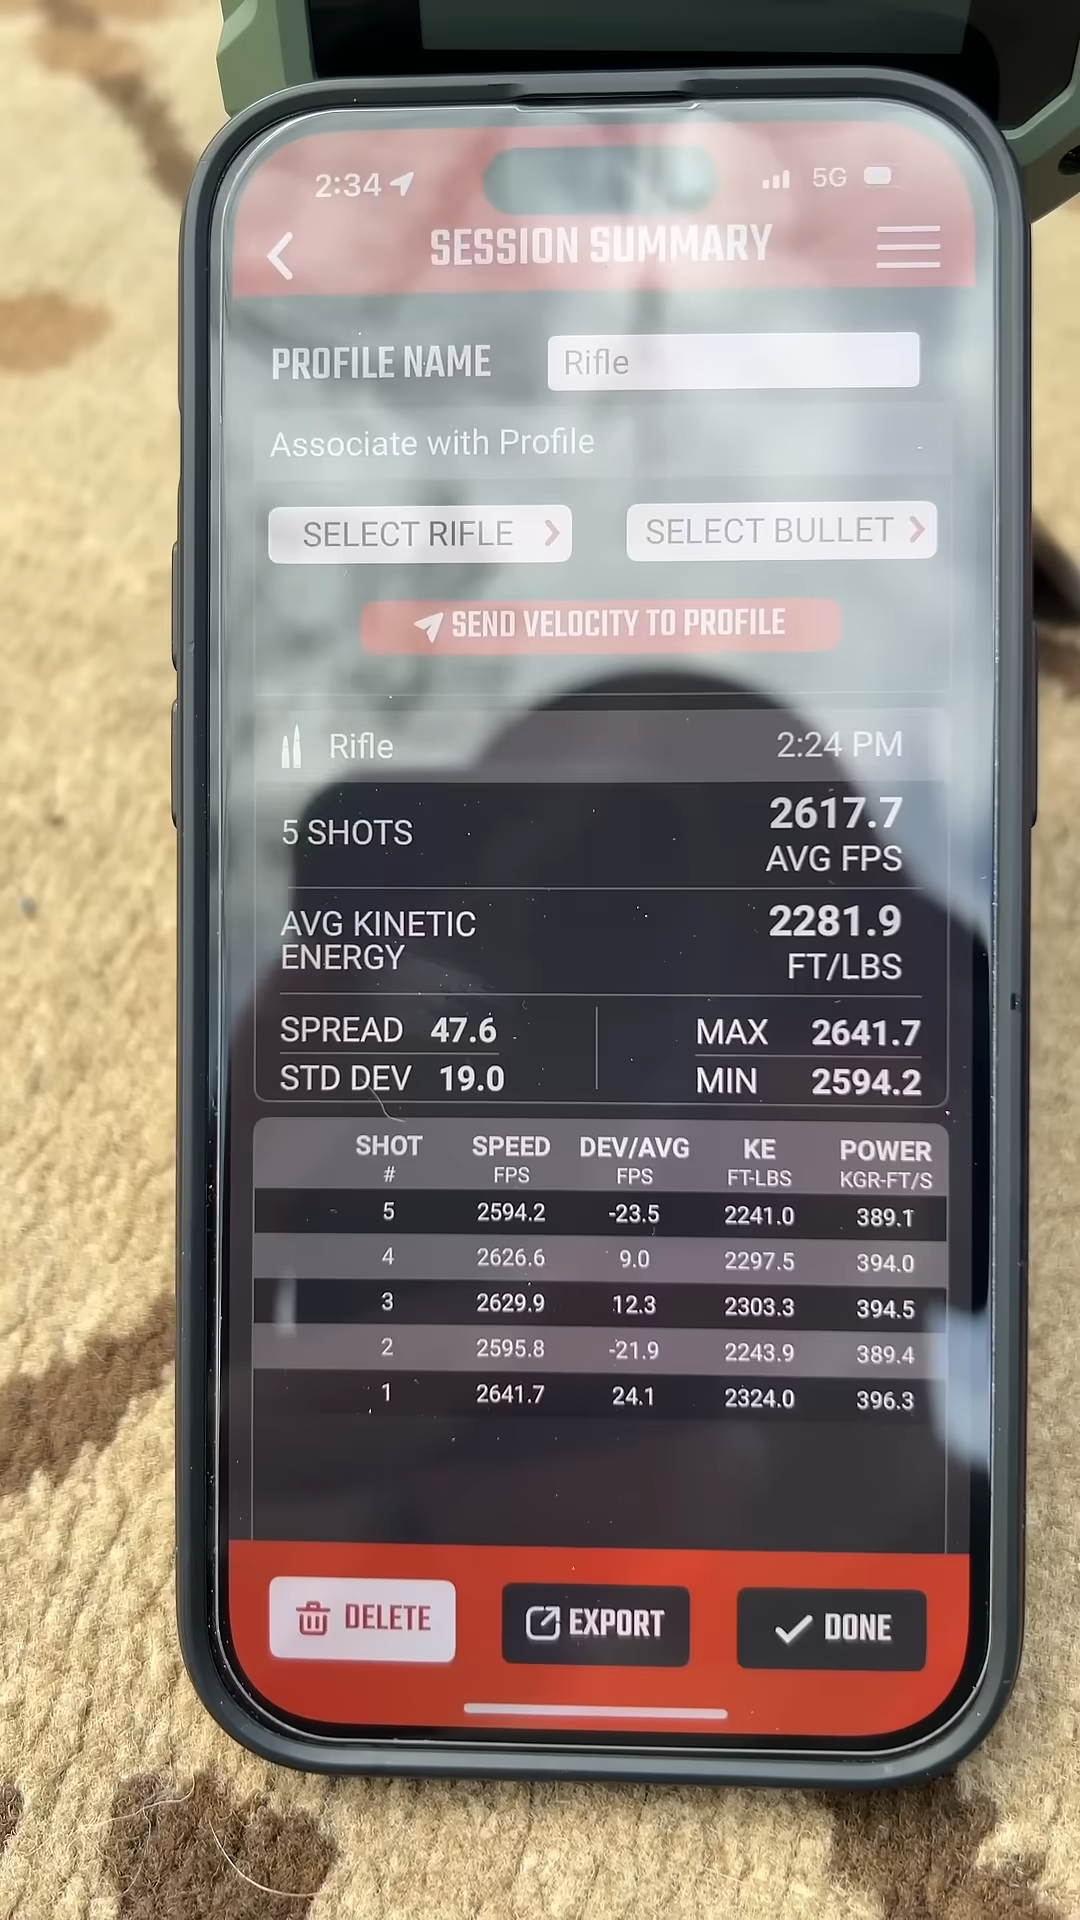 2:34 5G
SESSION SUMMARY
PROFILE NAME Rifle
Associate with Profile
SELECT RIFLE SELECT BULLET
SEND VELOCITY TO PROFILE
Rifle 2:24 PM
5 SHOTS 2617.7
AVG FPS
AVG KINETIC 2281.9
ENERGY FT/LBS
SPREAD 47.6 MAX 2641.7
STD DEV 19.0 MIN 2594.2
SHOT SPEED DEV/AVG KE POWER
# FPS FPS FT-LBS KGR-FT/S
5 2594.2 -23.5 2241.0 389.1
4 2626.6 9.0 2297.5 394.0
3 2629.9 12.3 2303.3 394.5
2 2595.8 -21.9 2243.9 389.4
1 2641.7 24.1 2324.0 396.3
DELETE EXPORT DONE